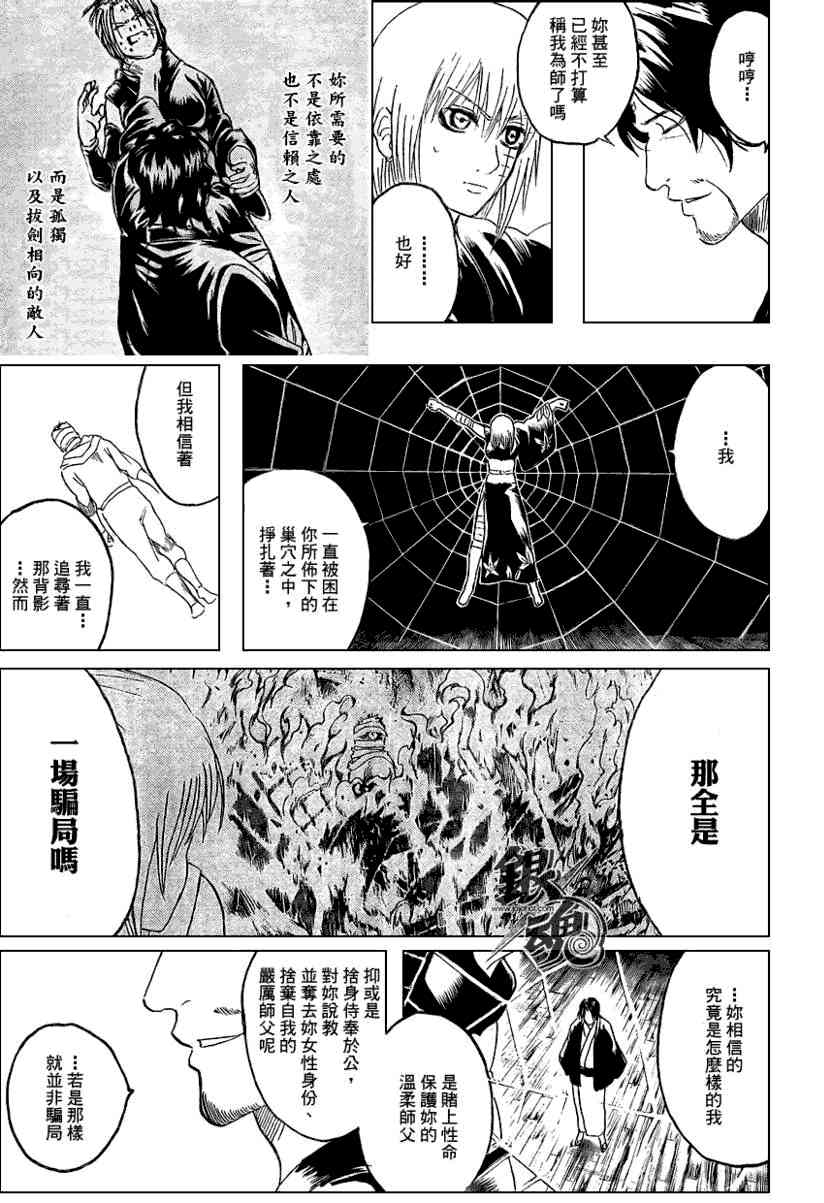 哼哼…
妳甚至
已經不打算
稱我為師了嗎
………
也好
妳所需要的
不是依靠之處
也不是信賴之人
而是孤獨
以及拔劍相向的敵人
…我
一直被困在
你所佈下的
巢穴之中，
掙扎著…
但我相信著
我一直…
追尋著
那背影
…然而
那全是
一場騙局嗎
銀魂
…妳相信的
究竟是怎麼樣的我
是賭上性命
保護妳的
溫柔師父
抑或是
捨身侍奉於公，
對妳說教
並奪去妳女性身份、
捨棄自我的
嚴厲師父呢
…若是那樣
就並非騙局